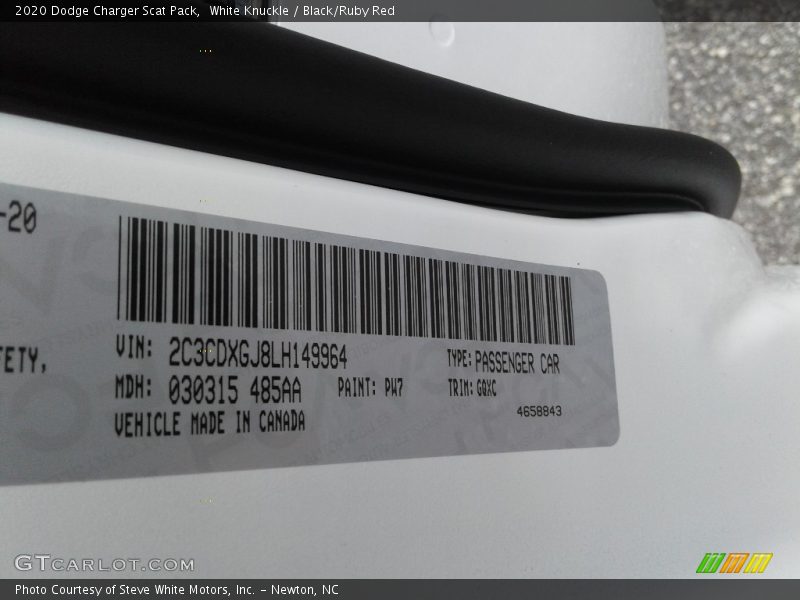 2020 Dodge Charger Scat Pack, White Knuckle / Black/Ruby Red
-20
FETY,
VIN: 2C3CDXGJ8LH149964
TYPE: PASSENGER CAR
MDH: 030315 485AA
PAINT: PW7
TRIM: GQXC
VEHICLE MADE IN CANADA
4658843
GTCARLOT.COM
Photo Courtesy of Steve White Motors, Inc. – Newton, NC